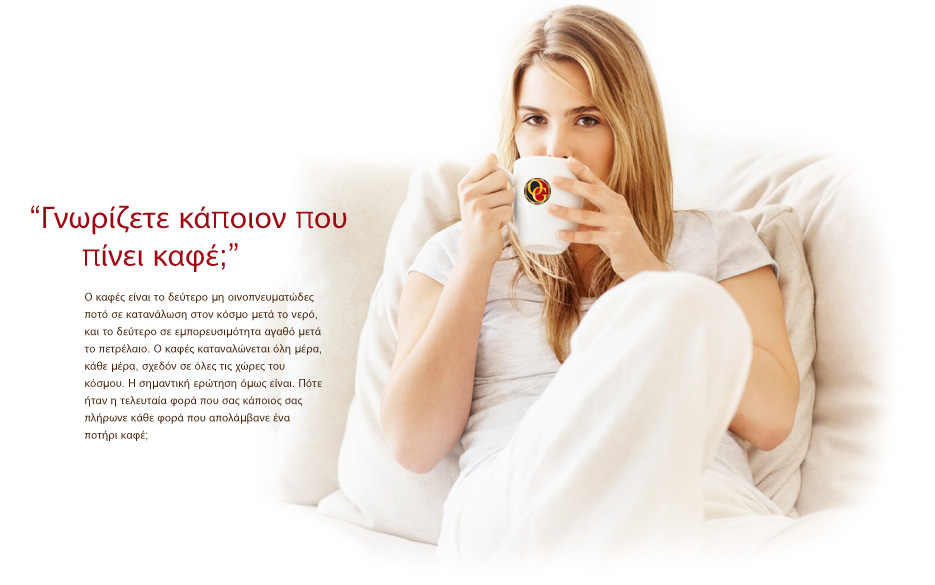 “Γνωρίζετε κάποιον που
πίνει καφέ;”
Ο καφές είναι το δεύτερο μη οινοπνευματώδες
ποτό σε κατανάλωση στον κόσμο μετά το νερό,
και το δεύτερο σε εμπορευσιμότητα αγαθό μετά
το πετρέλαιο. Ο καφές καταναλώνεται όλη μέρα,
κάθε μέρα, σχεδόν σε όλες τις χώρες του
κόσμου. Η σημαντική ερώτηση όμως είναι. Πότε
ήταν η τελευταία φορά που σας κάποιος σας
πλήρωνε κάθε φορά που απολάμβανε ένα
ποτήρι καφέ;